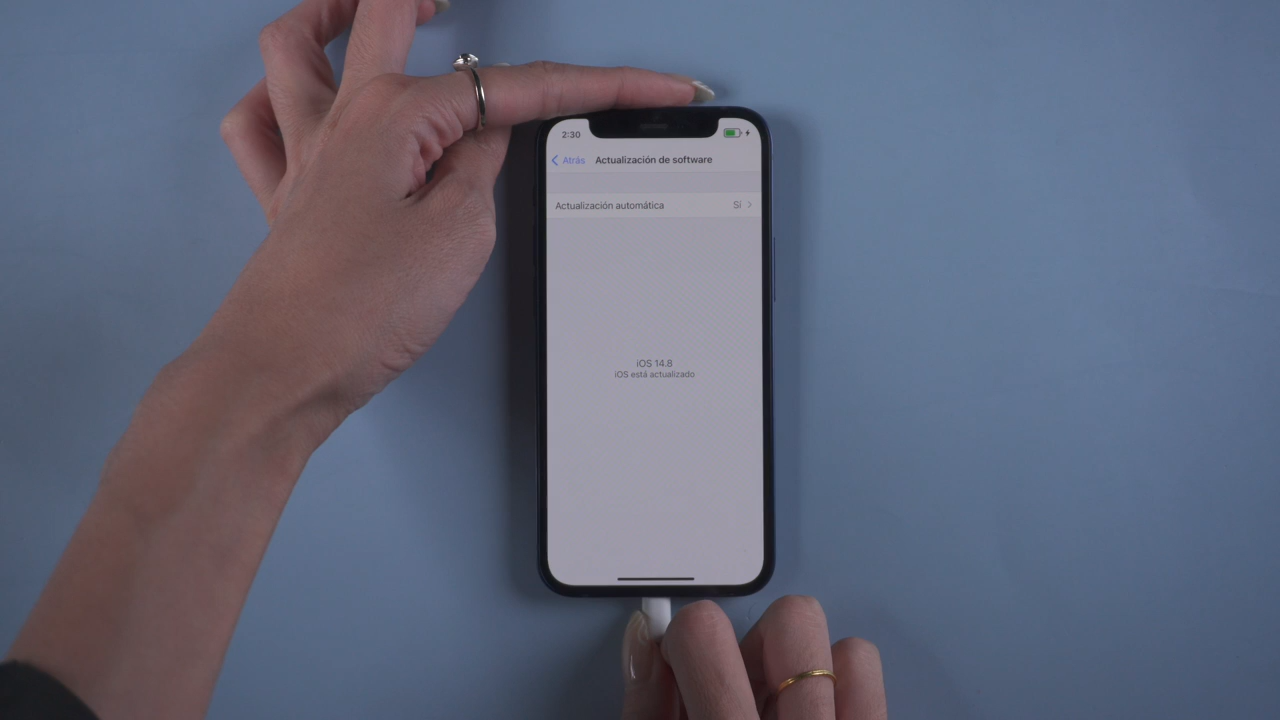 2:30
Atrás Actualización de software
Actualización automática Sí
iOS 14.8
iOS está actualizado